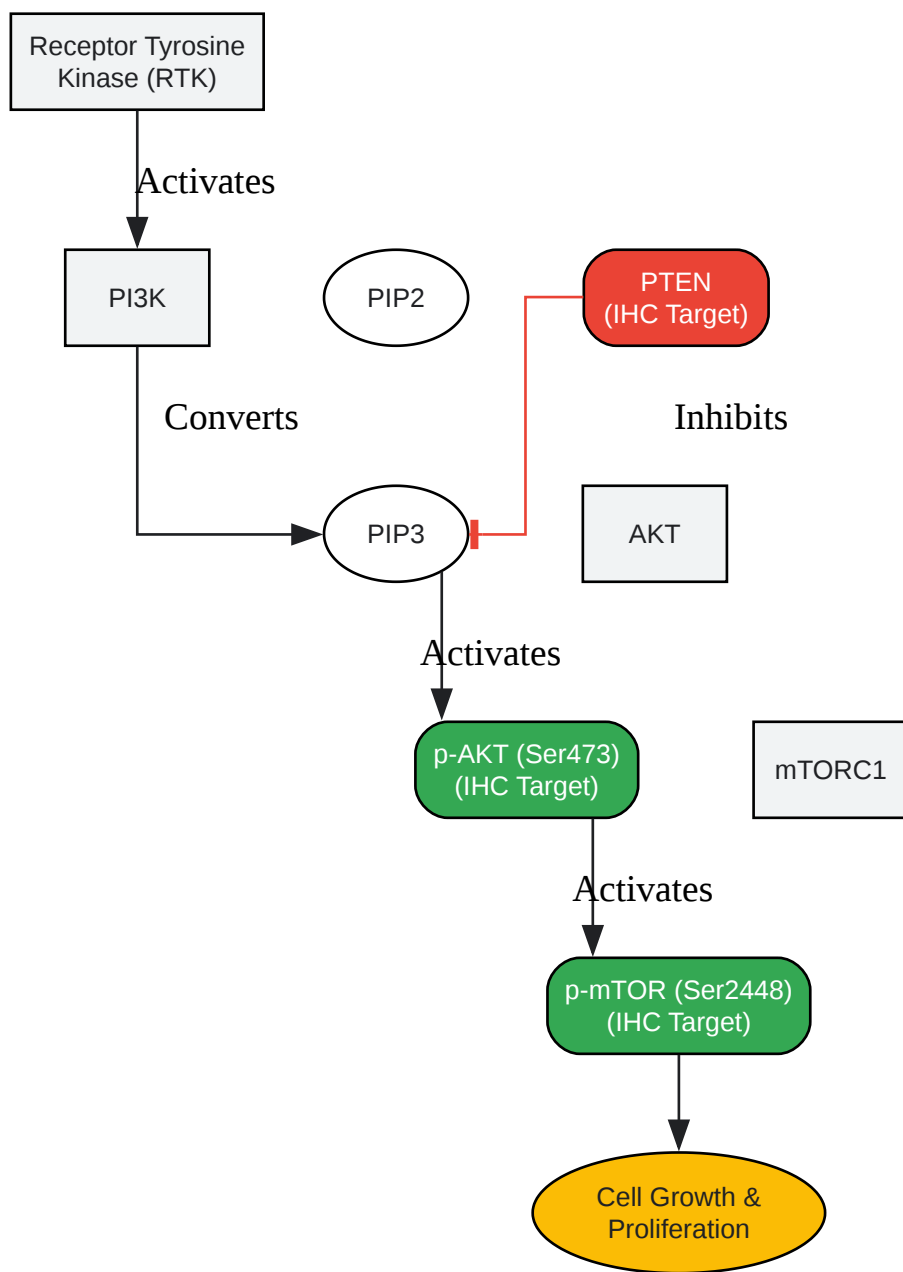 Receptor Tyrosine
Kinase (RTK)
Activates
PI3K
PIP2
PTEN
(IHC Target)
Converts
Inhibits
PIP3
AKT
Activates
p-AKT (Ser473)
(IHC Target)
mTORC1
Activates
p-mTOR (Ser2448)
(IHC Target)
Cell Growth &
Proliferation